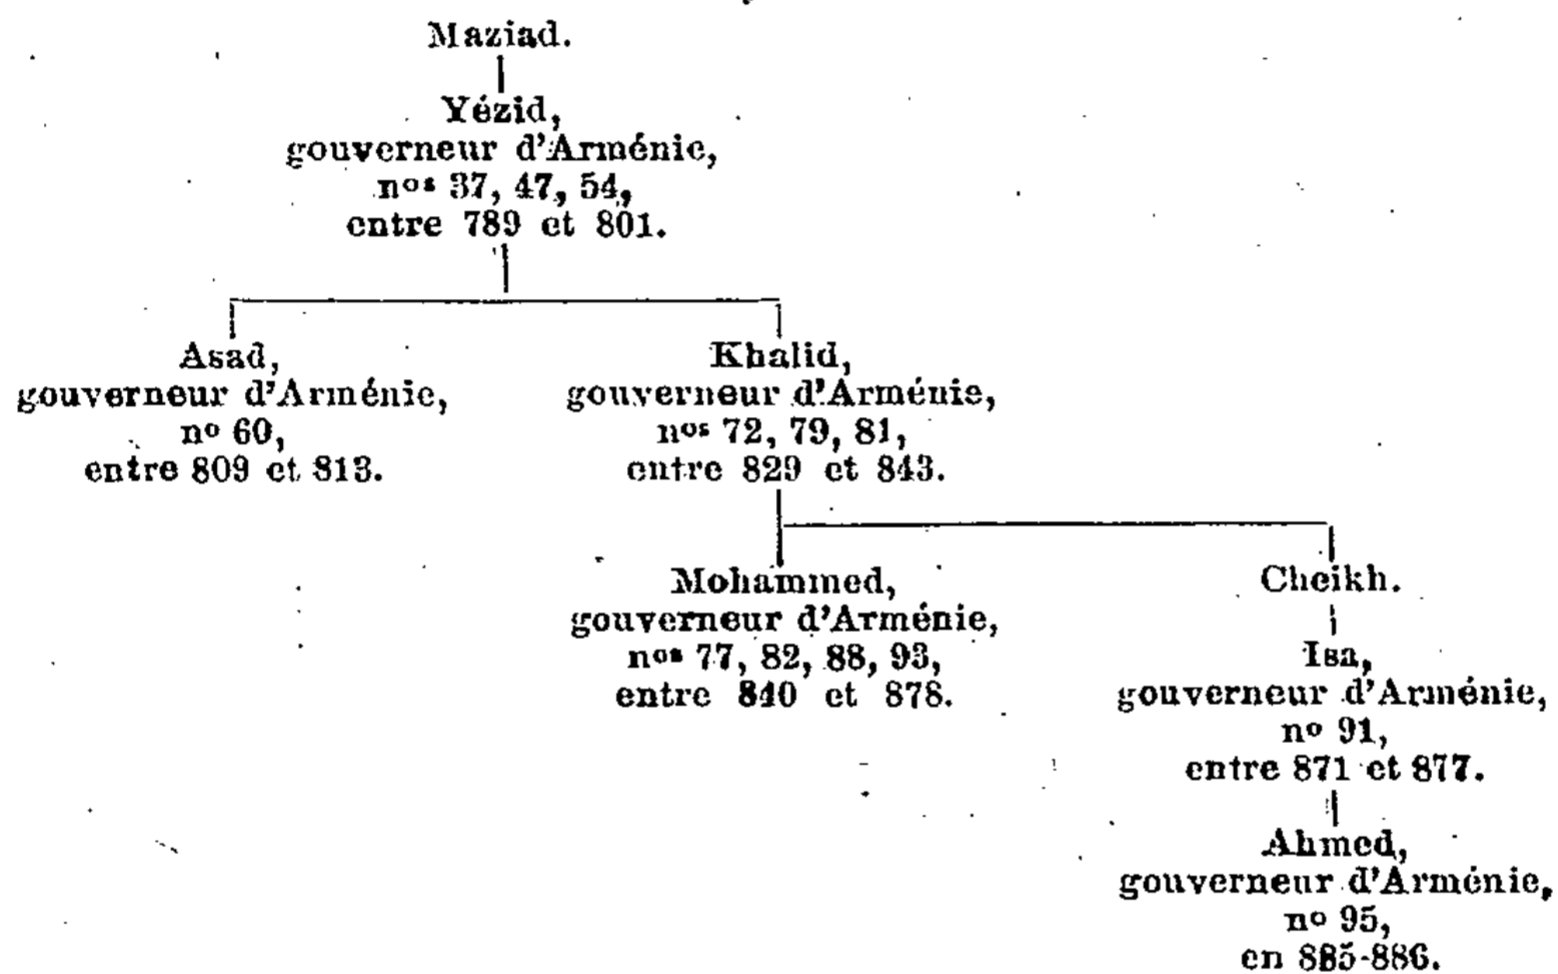 Maziad.
Yézid,
gouverneur d'Arménie,
nos 37, 47, 54,
entre 789 et 801.
Asad,
gouverneur d'Arménie,
no 60,
entre 809 et 813.
Khalid,
gouverneur d'Arménie,
nos 72, 79, 81,
entre 829 et 843.
Mohammed,
gouverneur d'Arménie,
nos 77, 82, 88, 93,
entre 840 et 878.
Cheikh.
Isa,
gouverneur d'Arménie,
no 91,
entre 871 et 877.
Ahmed,
gouverneur d'Arménie,
no 95,
en 885-886.